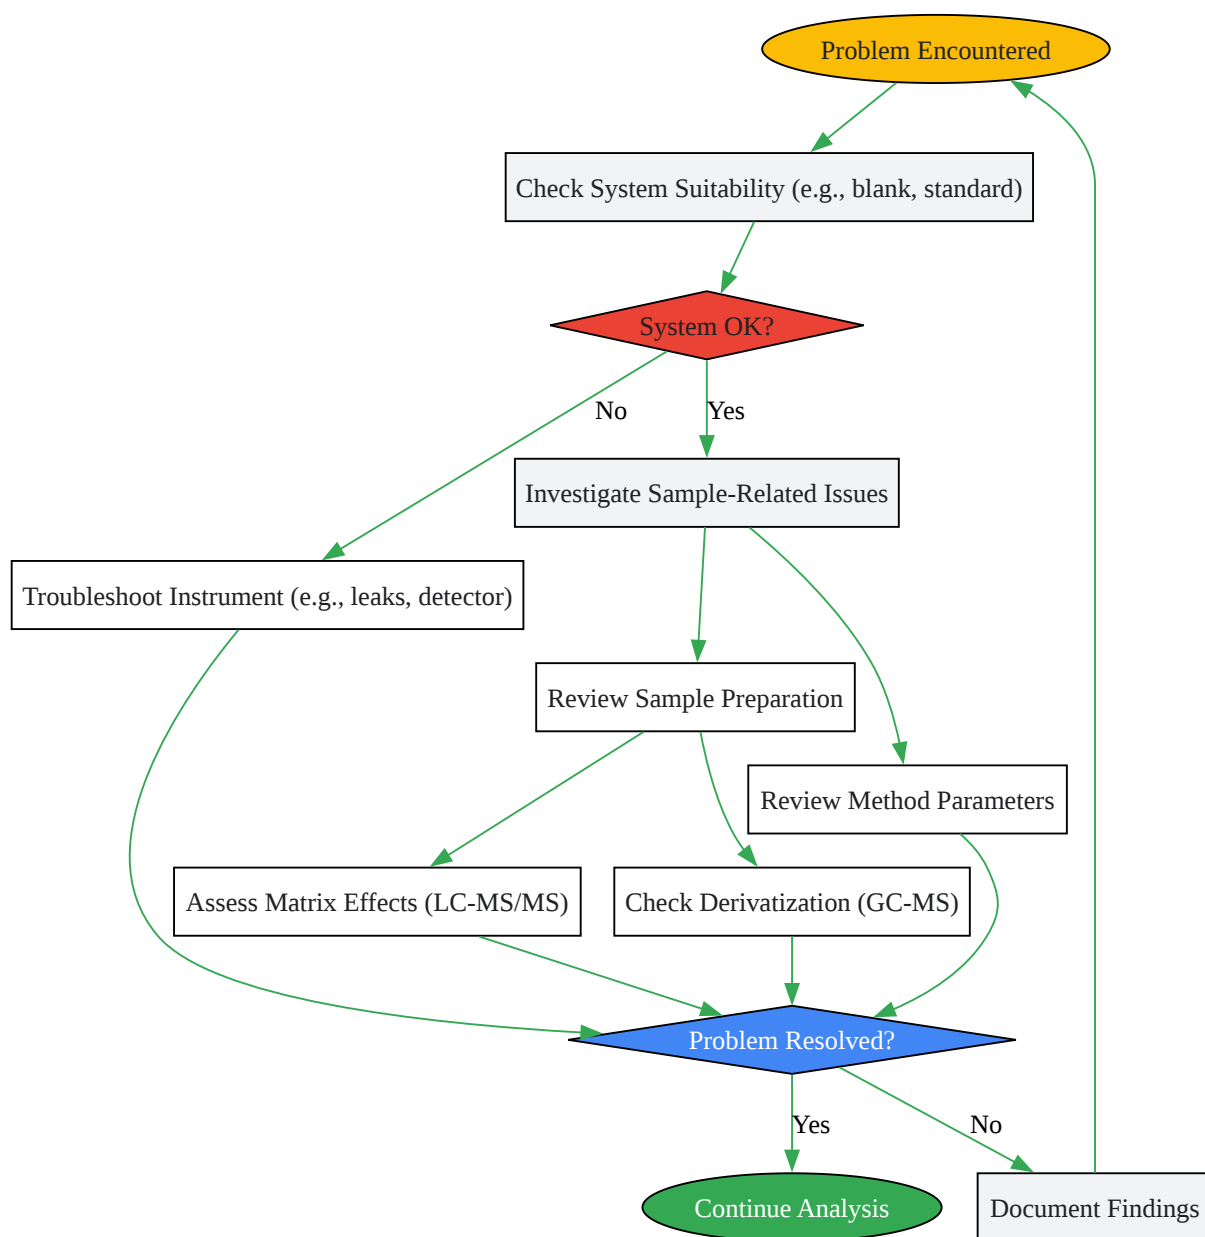 Problem Encountered
Check System Suitability (e.g., blank, standard)
System OK?
No
Yes
Investigate Sample-Related Issues
Troubleshoot Instrument (e.g., leaks, detector)
Review Sample Preparation
Review Method Parameters
Assess Matrix Effects (LC-MS/MS)
Check Derivatization (GC-MS)
Problem Resolved?
Yes
No
Continue Analysis
Document Findings